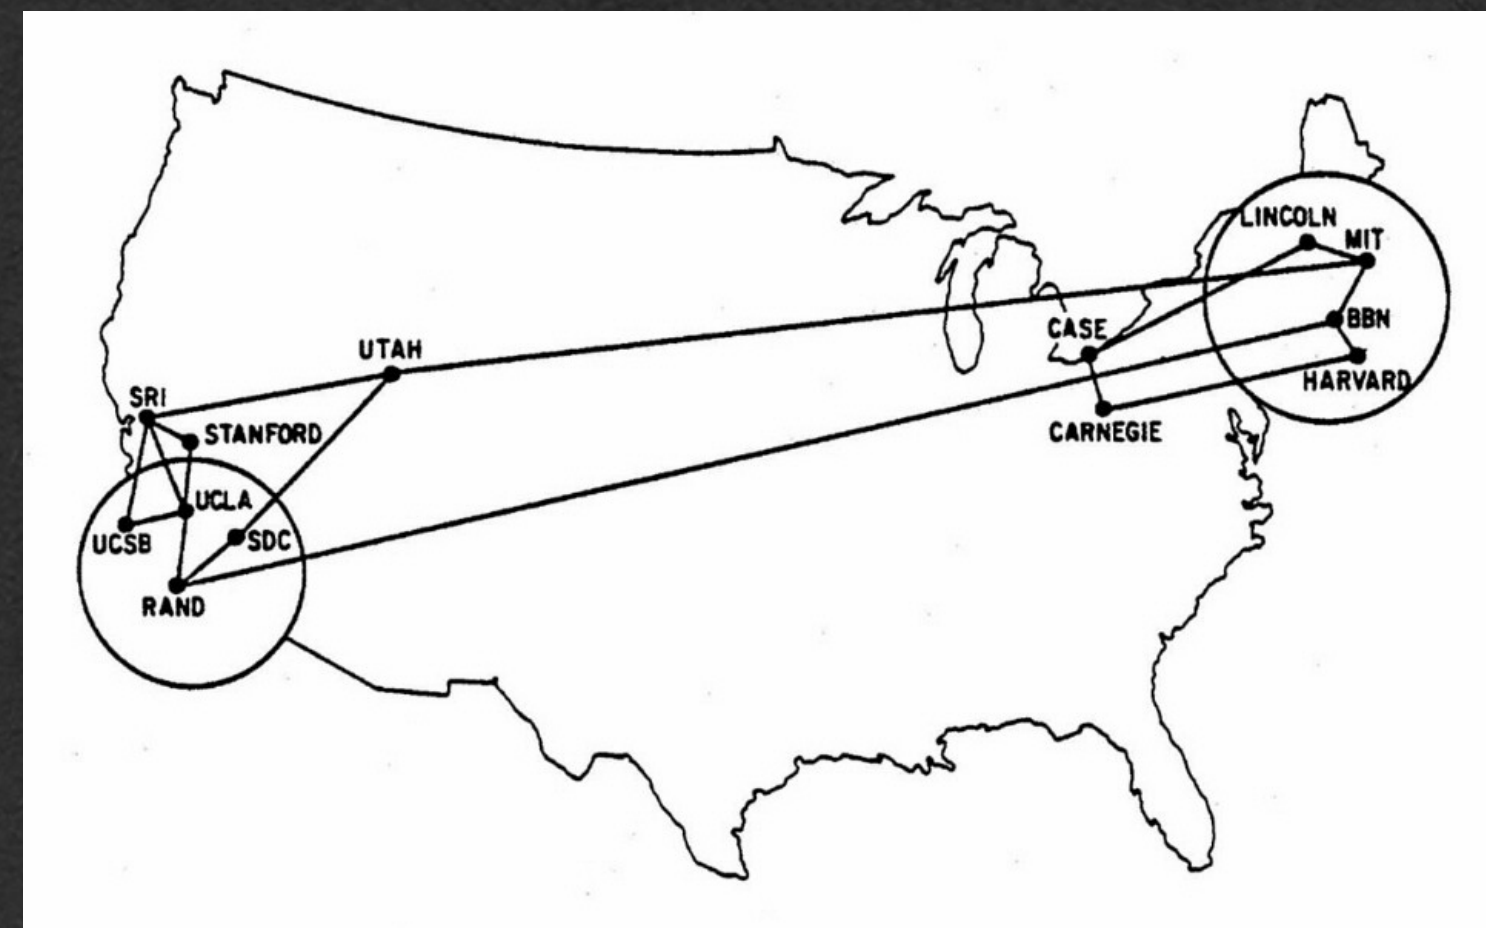 LINCOLN
MIT
BBN
CASE
HARVARD
CARNEGIE
UTAH
SRI
STANFORD
UCLA
UCSB
SDC
RAND